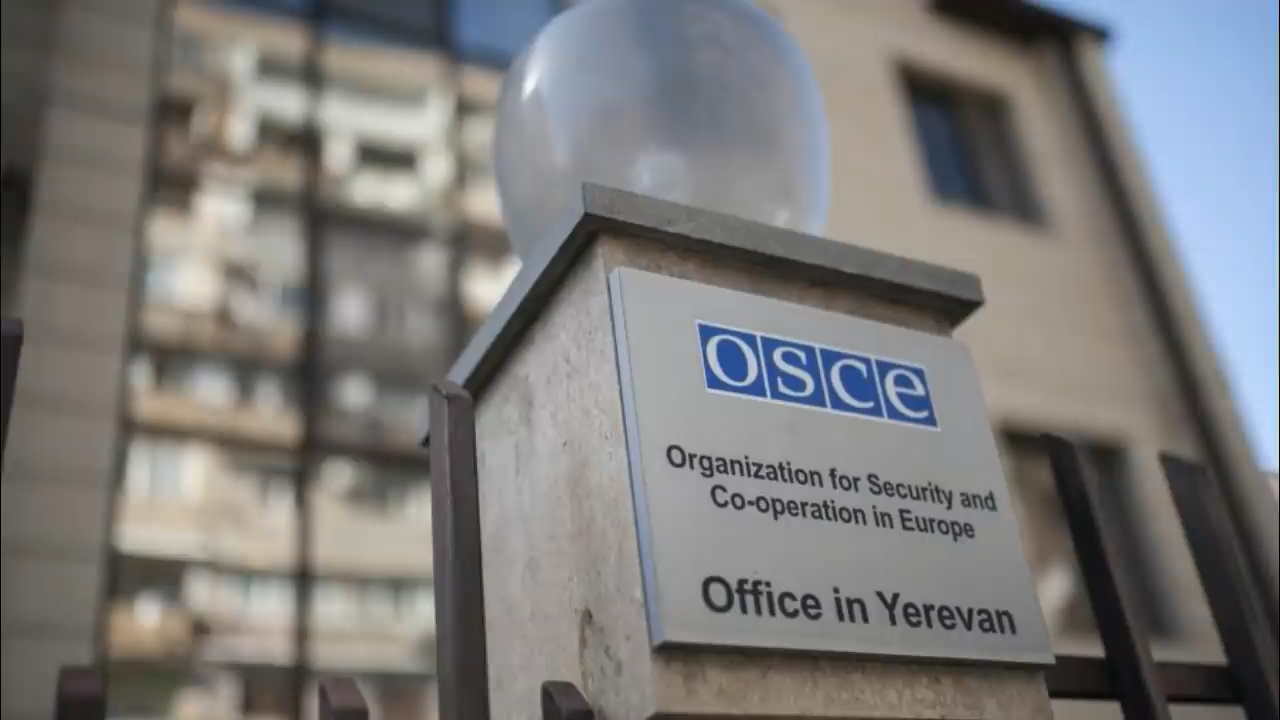 OSCE
Organization for Security and
Co-operation in Europe
Office in Yerevan